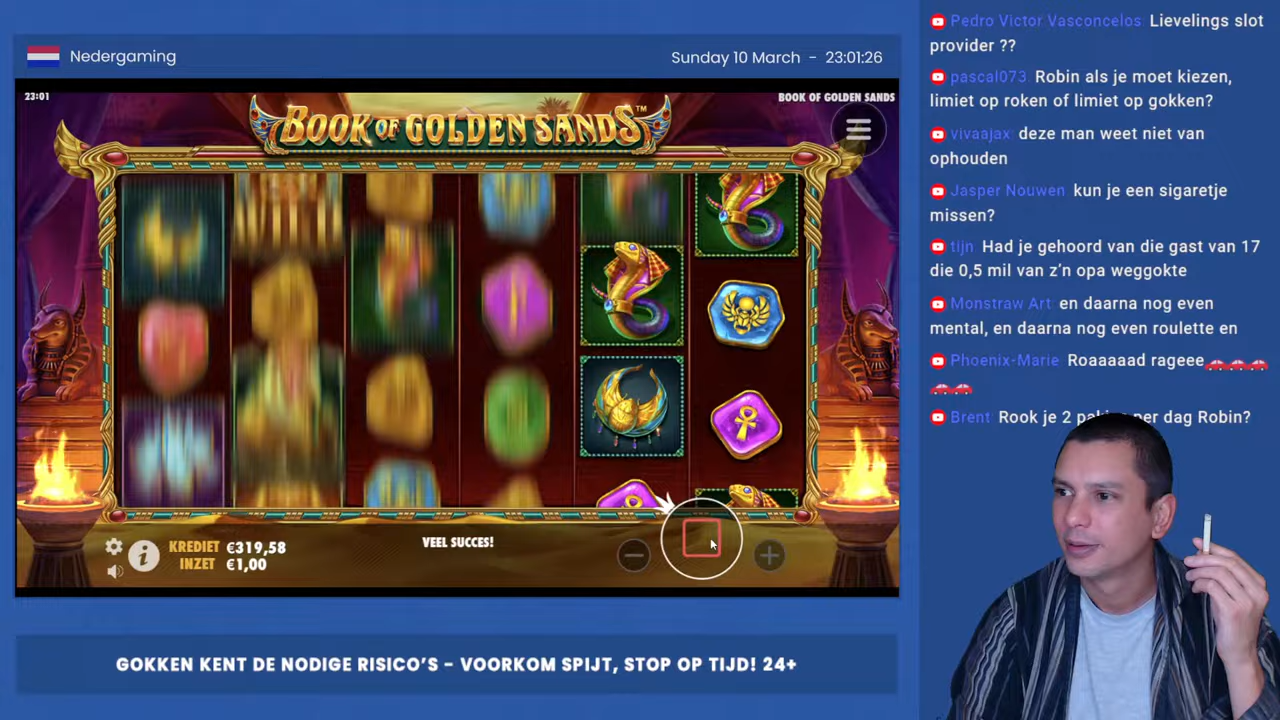 Nedergaming
Sunday 10 March - 23:01:26
23:01
BOOK OF GOLDEN SANDS
BOOK OF GOLDEN SANDS™
KREDIET €319,58
INZET €1,00
VEEL SUCCES!
GOKKEN KENT DE NODIGE RISICO'S - VOORKOM SPIJT, STOP OP TIJD! 24+
Pedro Victor Vasconcelos Lievelings slot
provider ??
pascal073 Robin als je moet kiezen,
limiet op roken of limiet op gokken?
vivaajax deze man weet niet van
ophouden
Jasper Nouwen kun je een sigaretje
missen?
tijn Had je gehoord van die gast van 17
die 0,5 mil van z'n opa weggokte
Monstraw Art en daarna nog even
mental, en daarna nog even roulette en
Phoenix-Marie Roaaaaad rageee🚗🚗🚗
🚗🚗
Brent Rook je 2 per dag Robin?